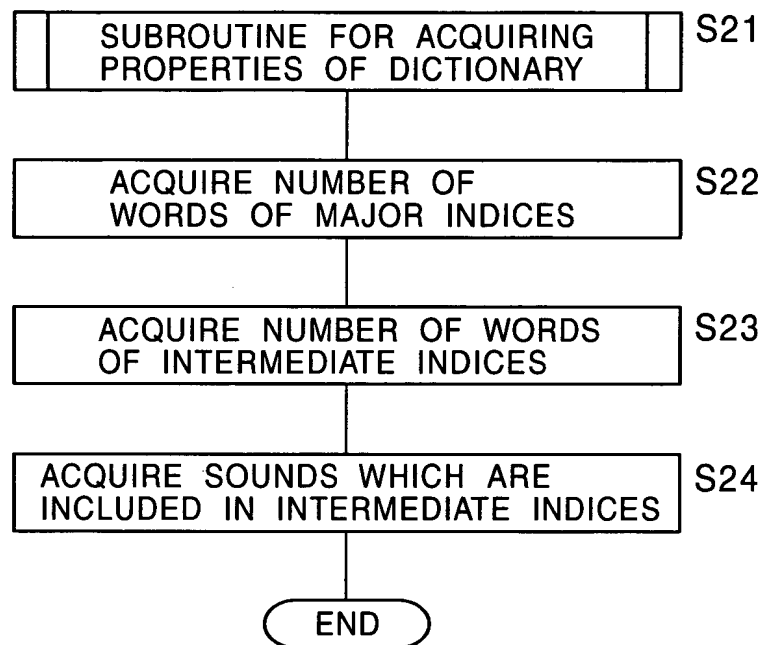 SUBROUTINE FOR ACQUIRING
PROPERTIES OF DICTIONARY
S21
ACQUIRE NUMBER OF
WORDS OF MAJOR INDICES
S22
ACQUIRE NUMBER OF WORDS
OF INTERMEDIATE INDICES
S23
ACQUIRE SOUNDS WHICH ARE
INCLUDED IN INTERMEDIATE INDICES
S24
END